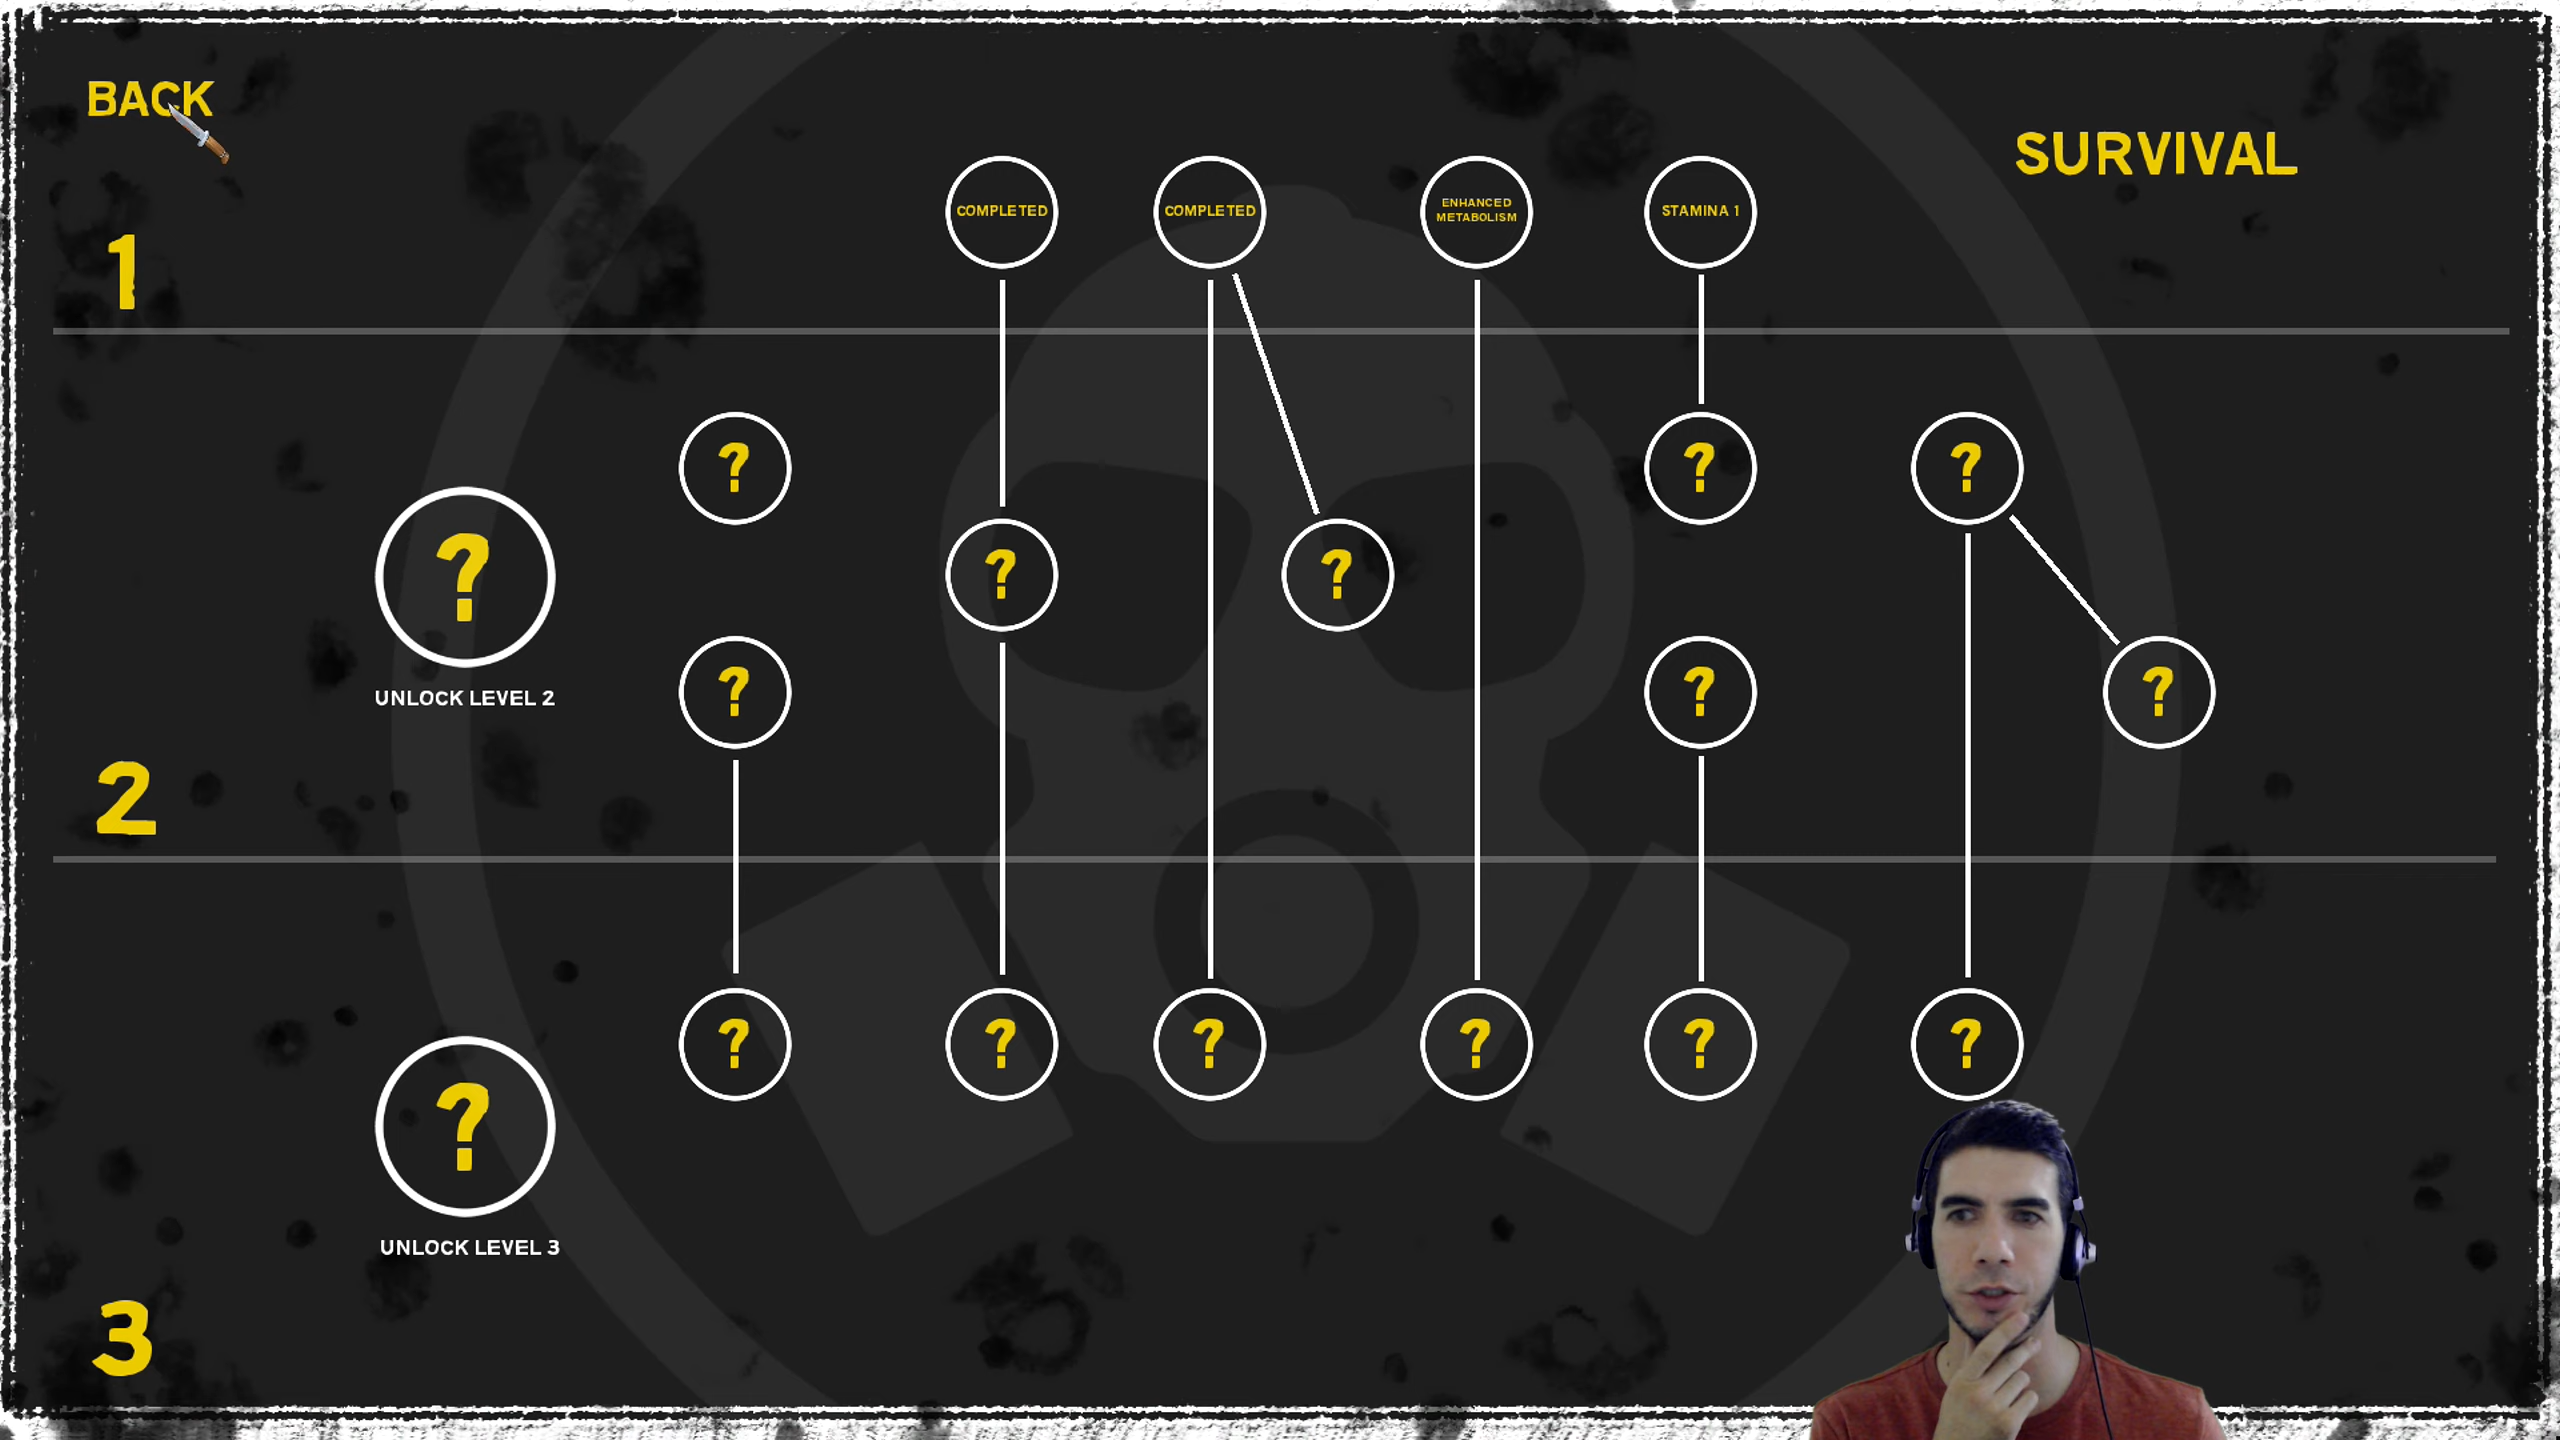 BACK
SURVIVAL
COMPLETED
COMPLETED
ENHANCED
METABOLISM
STAMINA 1
1
?
?
?
?
?
?
UNLOCK LEVEL 2
?
?
?
2
?
?
?
?
?
?
?
UNLOCK LEVEL 3
3